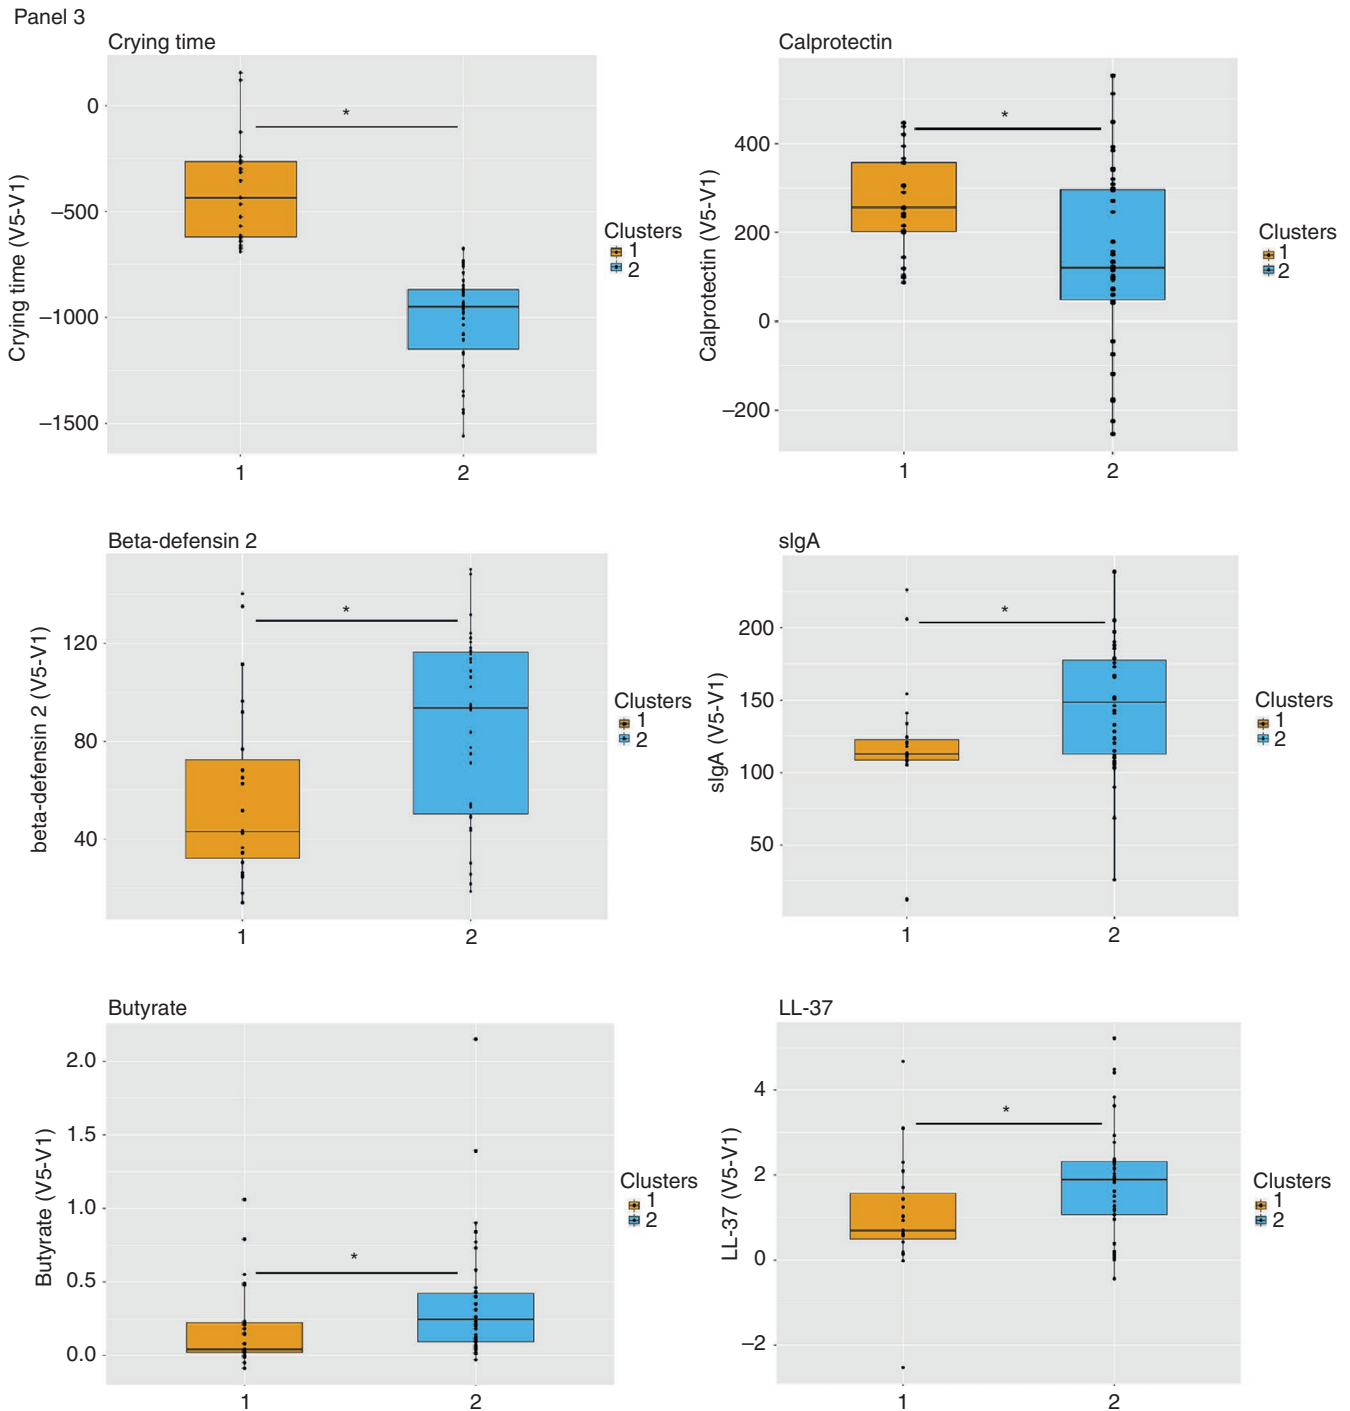 Panel 3
Crying time
Crying time (V5-V1)
0
–500
–1000
–1500
*
1
2
Clusters
1
2
Calprotectin
Calprotectin (V5-V1)
400
200
0
–200
*
1
2
Clusters
1
2
Beta-defensin 2
beta-defensin 2 (V5-V1)
120
80
40
*
1
2
Clusters
1
2
slgA
slgA (V5-V1)
200
150
100
50
*
1
2
Clusters
1
2
Butyrate
Butyrate (V5-V1)
2.0
1.5
1.0
0.5
0.0
*
1
2
Clusters
1
2
LL-37
LL-37 (V5-V1)
4
2
0
–2
*
1
2
Clusters
1
2